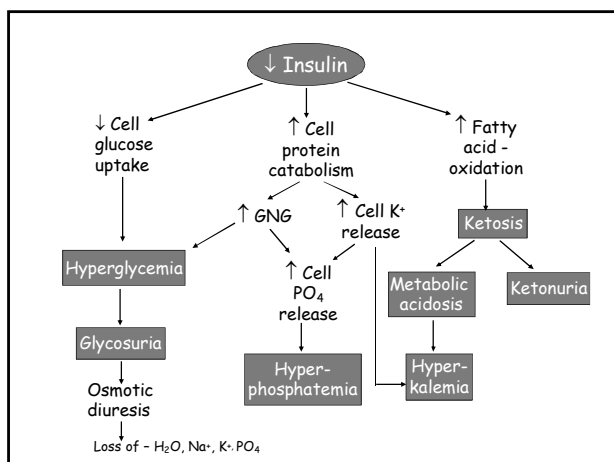 ↓ Insulin
↓ Cell
glucose
uptake
↑ Cell
protein
catabolism
↑ Fatty
acid -
oxidation
↑ GNG
↑ Cell K⁺
release
Ketosis
Hyperglycemia
↑ Cell
PO₄
release
Metabolic
acidosis
Ketonuria
Glycosuria
Hyper-
phosphatemia
Hyper-
kalemia
Osmotic
diuresis
Loss of – H₂O, Na⁺, K⁺, PO₄